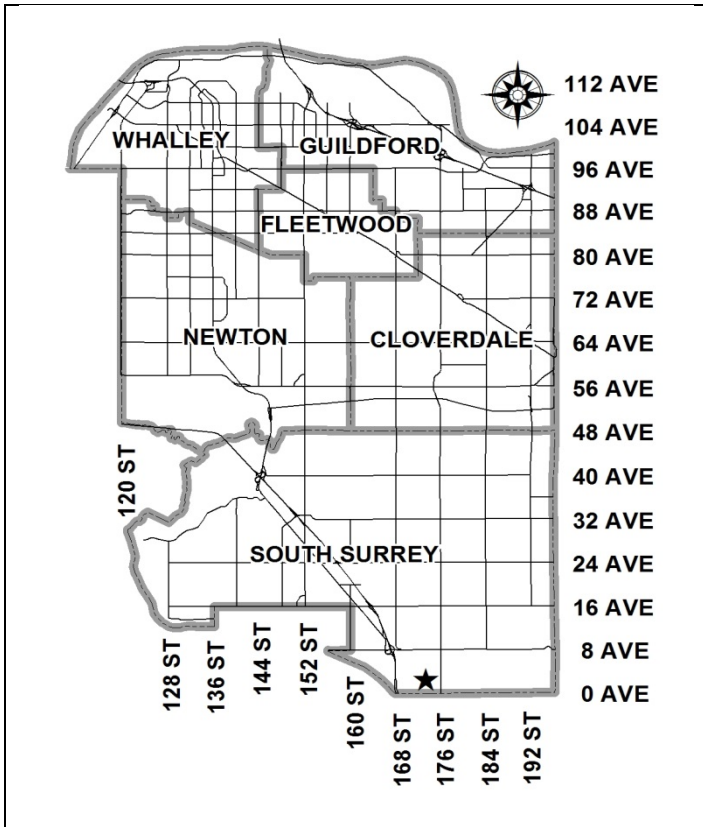 112 AVE
104 AVE
WHALLEY
GUILDFORD
96 AVE
88 AVE
FLEETWOOD
80 AVE
72 AVE
NEWTON
CLOVERDALE
64 AVE
56 AVE
48 AVE
120 ST
40 AVE
32 AVE
SOUTH SURREY
24 AVE
16 AVE
8 AVE
0 AVE
128 ST
136 ST
144 ST
152 ST
160 ST
168 ST
176 ST
184 ST
192 ST